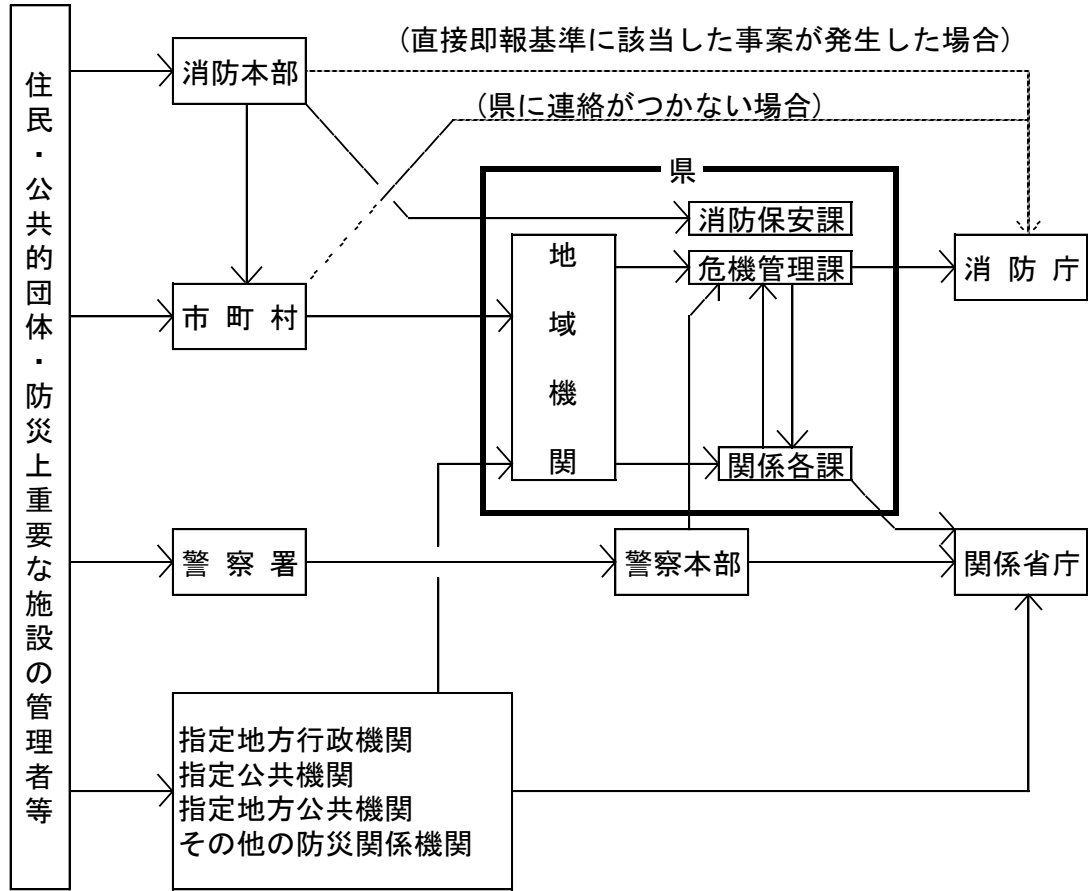 住民・公共的団体・防災上重要な施設の管理者等
(直接即報基準に該当した事案が発生した場合)
消防本部
(県に連絡がつかない場合)
県
消防保安課
地域機関
危機管理課
消防庁
市町村
関係各課
警察署
警察本部
関係省庁
指定地方行政機関
指定公共機関
指定地方公共機関
その他の防災関係機関